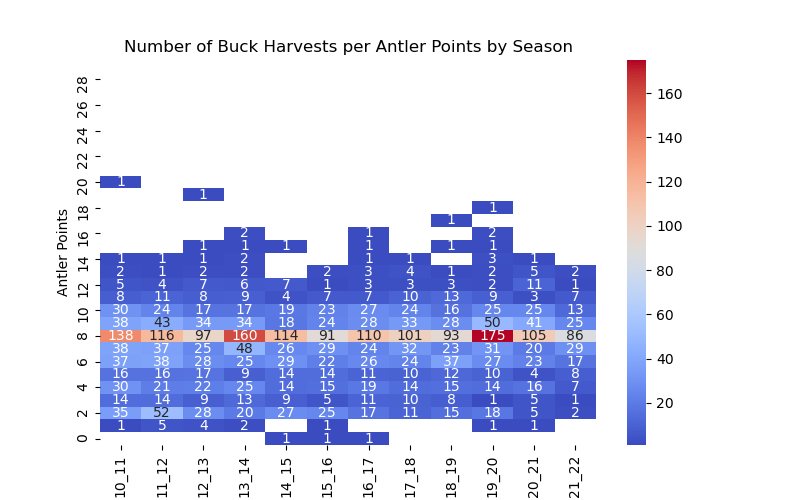 Number of Buck Harvests per Antler Points by Season
Antler Points
28
26
24
22
20 1
1
18 1
1
16 2 1 2
1 1 1 1 1 1
14 1 1 1 2 1 1 3 1
2 1 2 2 2 3 4 1 2 5 2
12 5 4 7 6 7 1 3 3 3 2 11 1
8 11 8 9 4 7 7 10 13 9 3 7
10 30 24 17 17 19 23 27 24 16 25 25 13
38 43 34 34 18 24 28 33 28 50 41 25
8 138 116 97 160 114 91 110 101 93 175 105 86
38 37 25 48 26 29 24 32 23 31 20 29
6 37 38 28 25 29 22 26 24 37 23 23 17
16 16 17 9 14 14 11 10 12 10 4 8
4 30 21 22 25 14 15 19 14 15 14 16 7
14 14 9 13 9 5 11 10 8 1 5 1
2 35 52 28 20 27 25 17 11 15 18 5 2
1 5 4 2 1 1 1
0 1 1 1
10_11 11_12 12_13 13_14 14_15 15_16 16_17 17_18 18_19 19_20 20_21 21_22
160
140
120
100
80
60
40
20